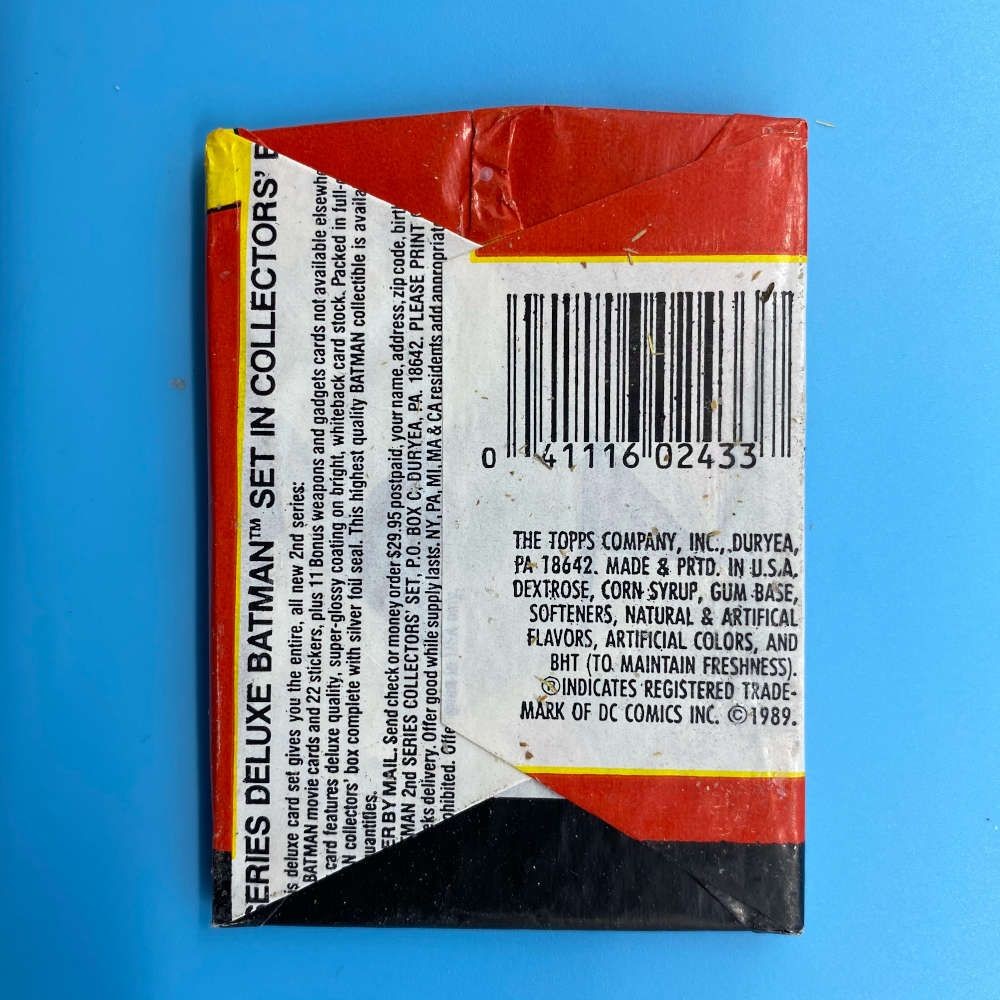 ERIES DELUXE BATMAN™ SET IN COLLECTORS'
is deluxe card set gives you the entire, all new 2nd series:
BATMAN movie cards and 22 stickers, plus 11 Bonus weapons and gadgets cards not available elsewhe
card features deluxe quality, super-glossy coating on bright, whiteback card stock. Packed in full-
N collectors' box complete with silver foil seal. This highest quality BATMAN collectible is availa
uantities.
ER BY MAIL. Send check or money order $29.95 postpaid, your name, address, zip code, birt
MAN 2nd SERIES COLLECTORS' SET, P.O. BOX C, DURYEA, PA. 18642. PLEASE PRINT
eks delivery. Offer good while supply lasts. NY, PA, MI, MA & CA residents add appropriat
ohibited. Offe
0 41116 02433
THE TOPPS COMPANY, INC., DURYEA,
PA 18642. MADE & PRTD. IN U.S.A.
DEXTROSE, CORN SYRUP, GUM BASE,
SOFTENERS, NATURAL & ARTIFICAL
FLAVORS, ARTIFICIAL COLORS, AND
BHT (TO MAINTAIN FRESHNESS).
® INDICATES REGISTERED TRADE-
MARK OF DC COMICS INC. © 1989.